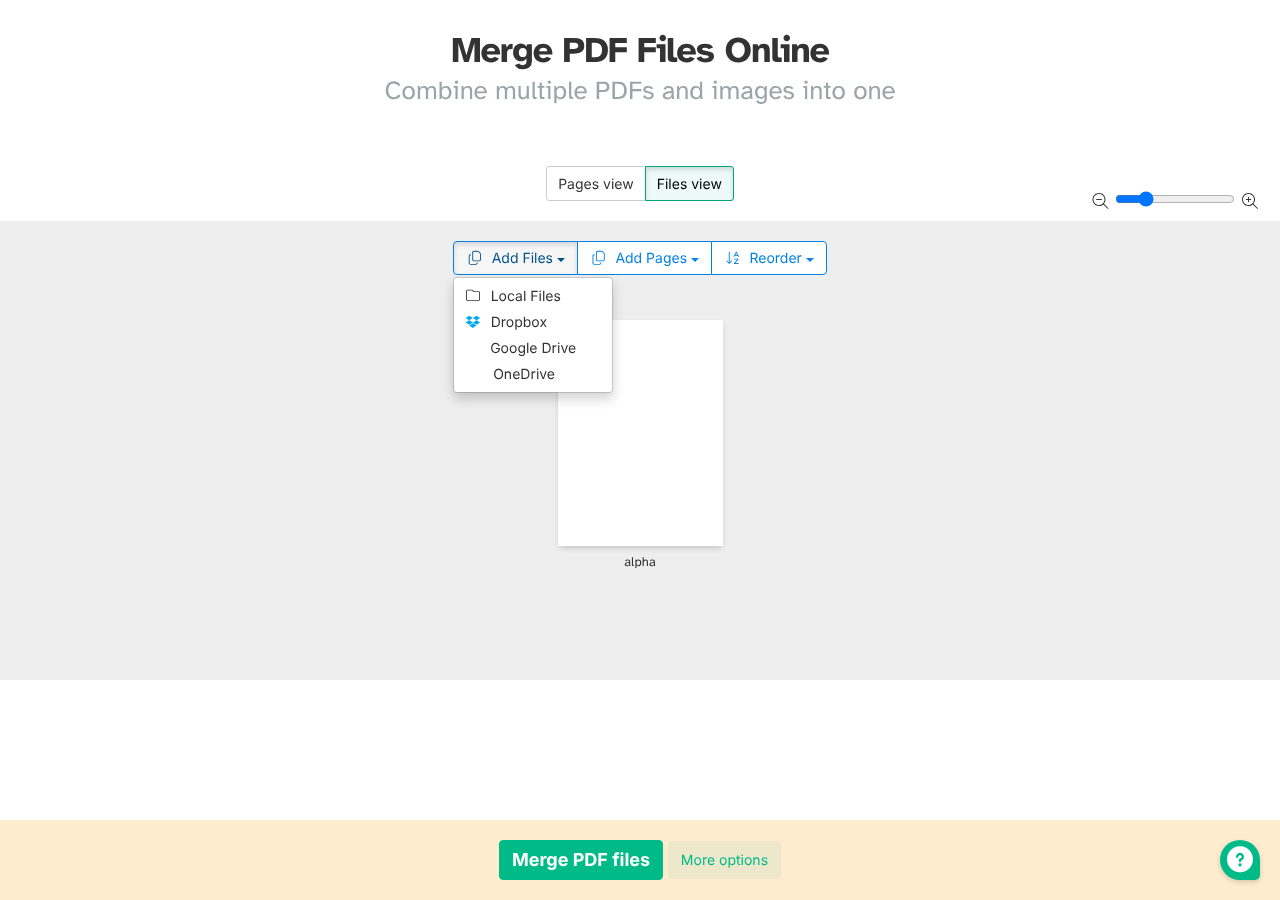 Merge PDF Files Online
Combine multiple PDFs and images into one
Pages view Files view
Add Files Add Pages Reorder
Local Files
Dropbox
Google Drive
OneDrive
alpha
Merge PDF files More options